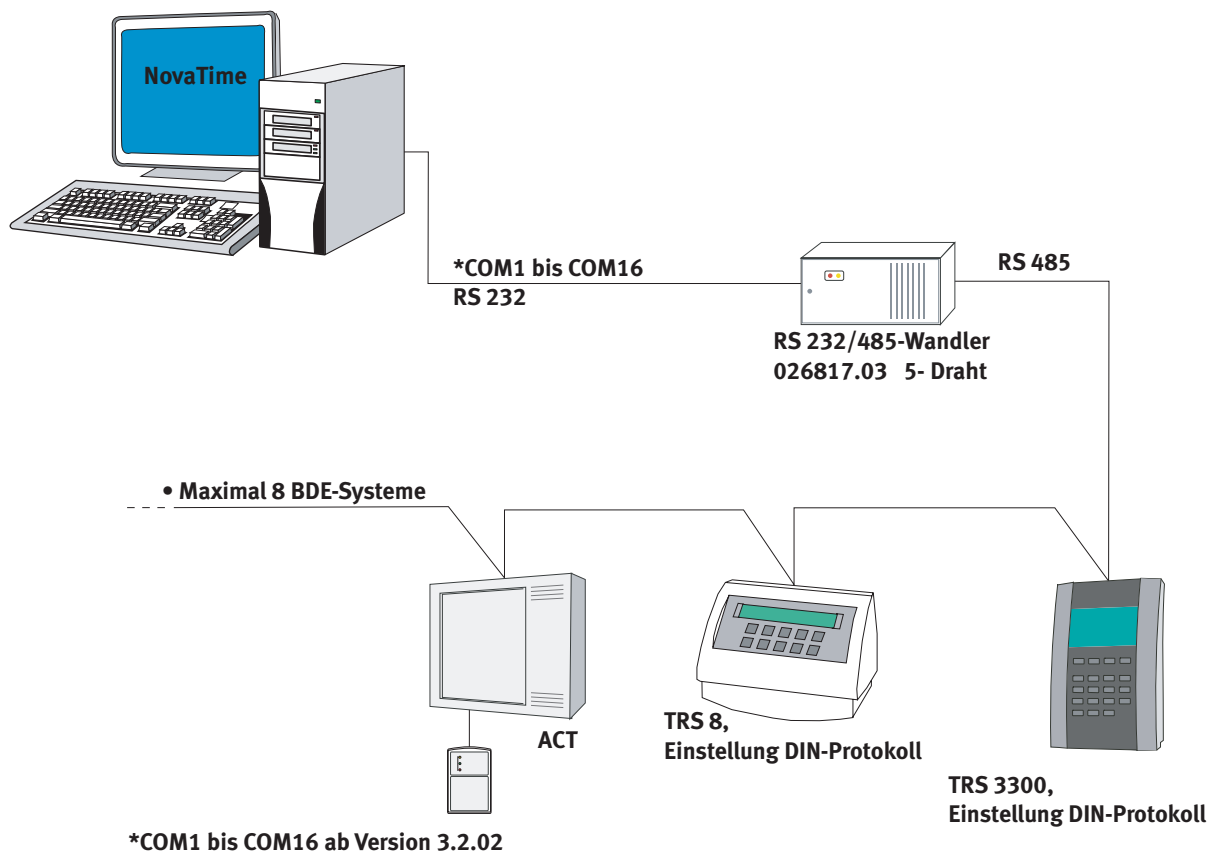 NovaTime
*COM1 bis COM16
RS 232
RS 485
RS 232/485-Wandler
026817.03 5- Draht
• Maximal 8 BDE-Systeme
ACT
TRS 8,
Einstellung DIN-Protokoll
TRS 3300,
Einstellung DIN-Protokoll
*COM1 bis COM16 ab Version 3.2.02